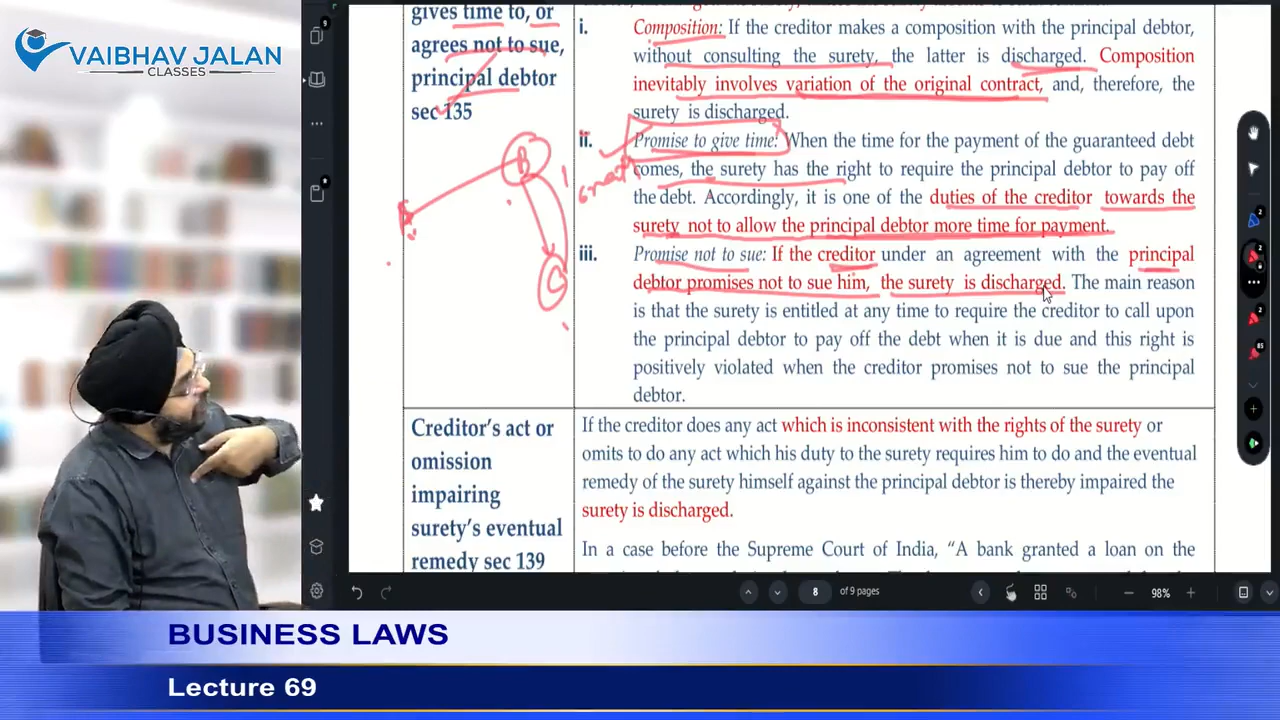 VAIBHAV JALAN
CLASSES
gives time to, or
agrees not to sue,
principal debtor
sec 135
i. Composition: If the creditor makes a composition with the principal debtor,
without consulting the surety, the latter is discharged. Composition
inevitably involves variation of the original contract, and, therefore, the
surety is discharged.
ii. Promise to give time: When the time for the payment of the guaranteed debt
comes, the surety has the right to require the principal debtor to pay off
the debt. Accordingly, it is one of the duties of the creditor towards the
surety not to allow the principal debtor more time for payment.
iii. Promise not to sue: If the creditor under an agreement with the principal
debtor promises not to sue him, the surety is discharged. The main reason
is that the surety is entitled at any time to require the creditor to call upon
the principal debtor to pay off the debt when it is due and this right is
positively violated when the creditor promises not to sue the principal
debtor.
A
B
C
Creditor's act or
omission
impairing
surety's eventual
remedy sec 139
If the creditor does any act which is inconsistent with the rights of the surety or
omits to do any act which his duty to the surety requires him to do and the eventual
remedy of the surety himself against the principal debtor is thereby impaired the
surety is discharged.
In a case before the Supreme Court of India, "A bank granted a loan on the
8 of 9 pages
98%
BUSINESS LAWS
Lecture 69